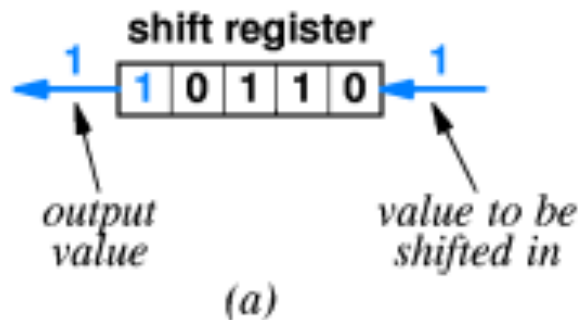 shift register
1 1
1 0 1 1 0
output value to be
value shifted in
(a)